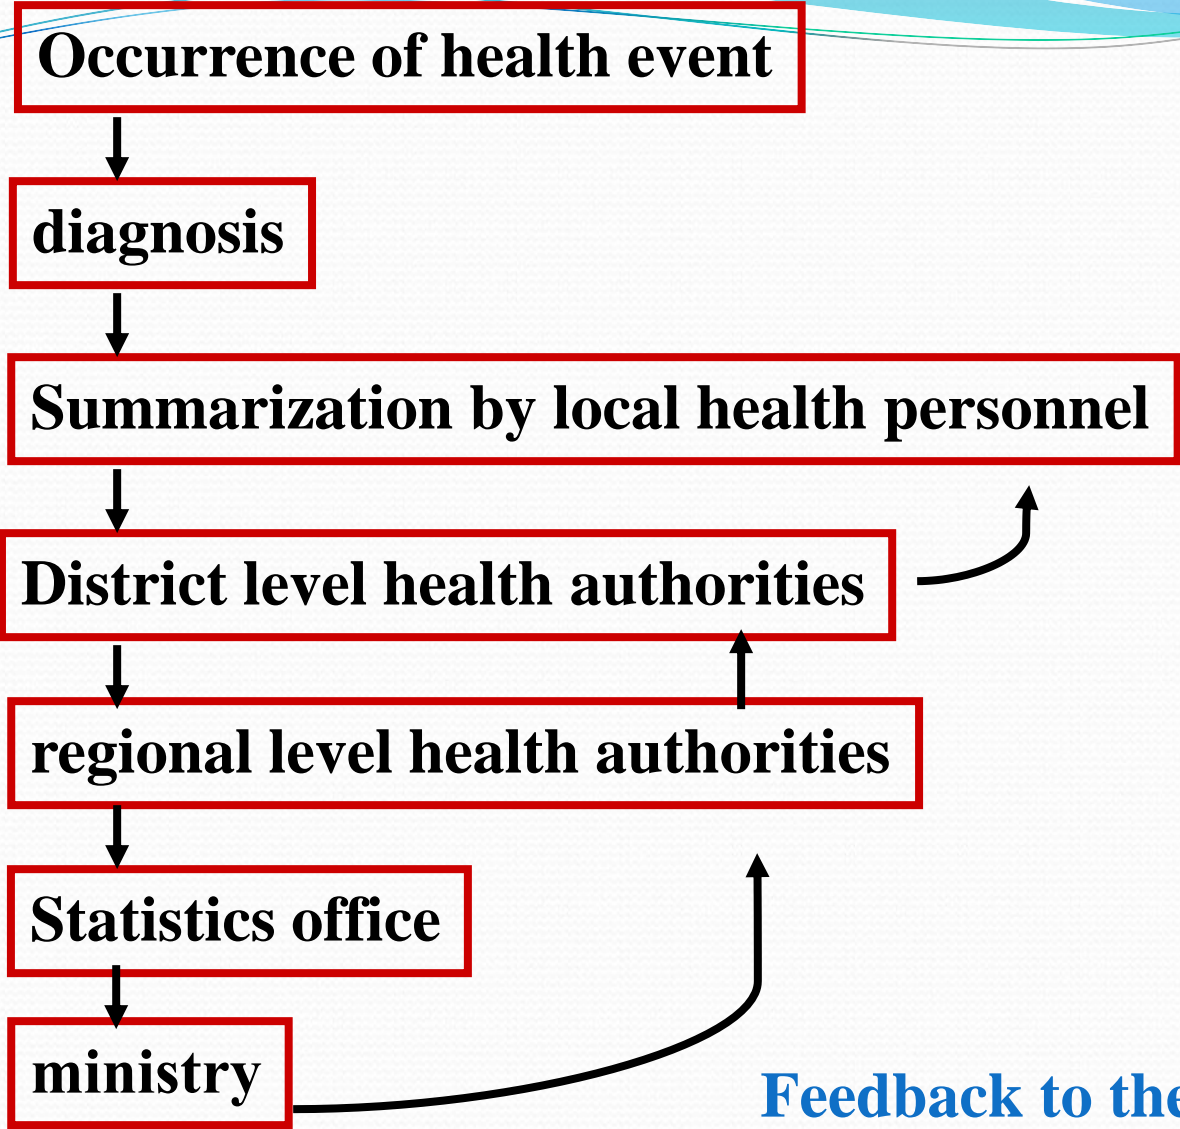 Occurrence of health event
diagnosis
Summarization by local health personnel
District level health authorities
regional level health authorities
Statistics office
ministry
Feedback to the